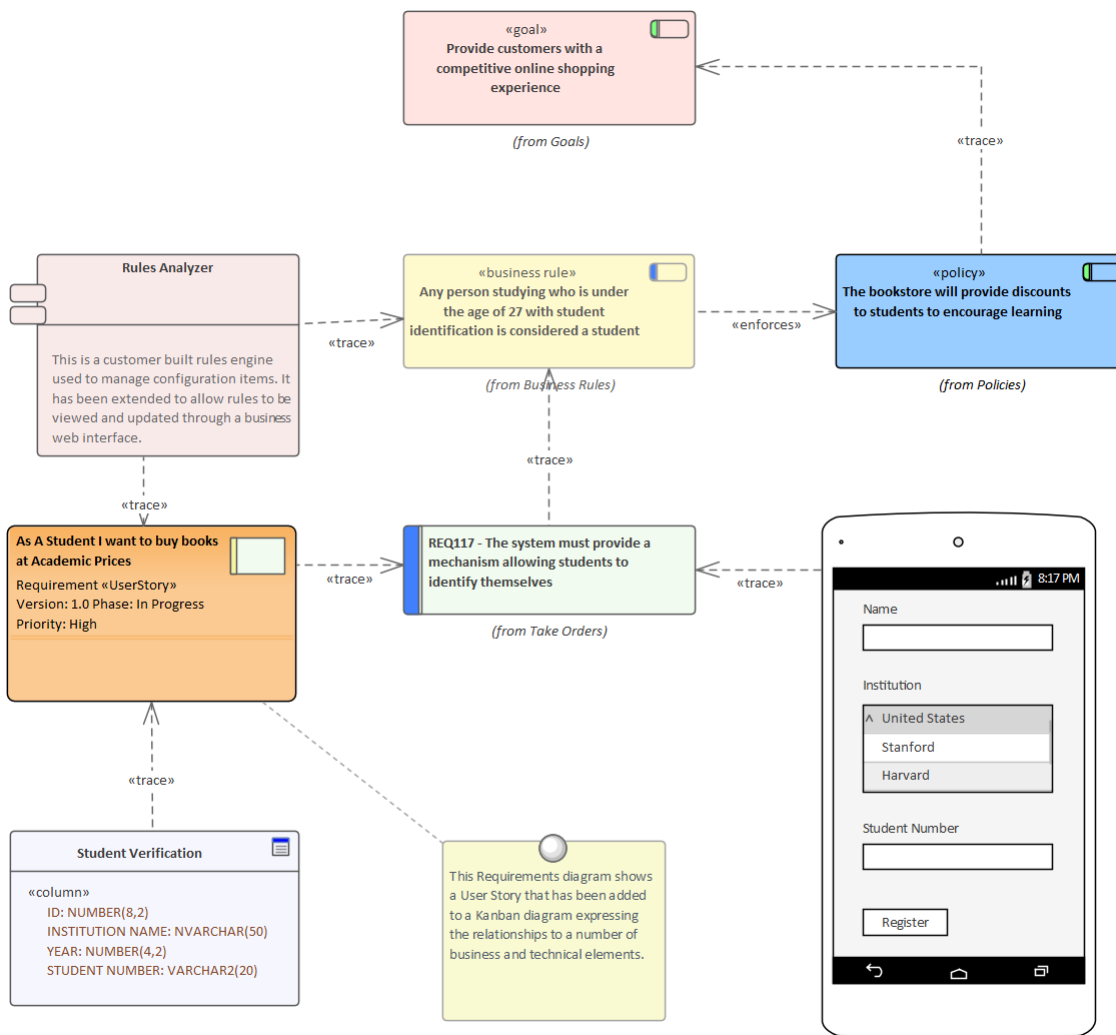 «goal»
Provide customers with a
competitive online shopping
experience
(from Goals)
«trace»
Rules Analyzer
This is a customer built rules engine
used to manage configuration items. It
has been extended to allow rules to be
viewed and updated through a business
web interface.
«trace»
«business rule»
Any person studying who is under
the age of 27 with student
identification is considered a student
(from Business Rules)
«enforces»
«policy»
The bookstore will provide discounts
to students to encourage learning
(from Policies)
«trace»
«trace»
As A Student I want to buy books
at Academic Prices
Requirement «UserStory»
Version: 1.0 Phase: In Progress
Priority: High
«trace»
REQ117 - The system must provide a
mechanism allowing students to
identify themselves
(from Take Orders)
«trace»
8:17 PM
Name
Institution
^ United States
Stanford
Harvard
Student Number
Register
«trace»
Student Verification
«column»
ID: NUMBER(8,2)
INSTITUTION NAME: NVARCHAR(50)
YEAR: NUMBER(4,2)
STUDENT NUMBER: VARCHAR2(20)
This Requirements diagram shows
a User Story that has been added
to a Kanban diagram expressing
the relationships to a number of
business and technical elements.